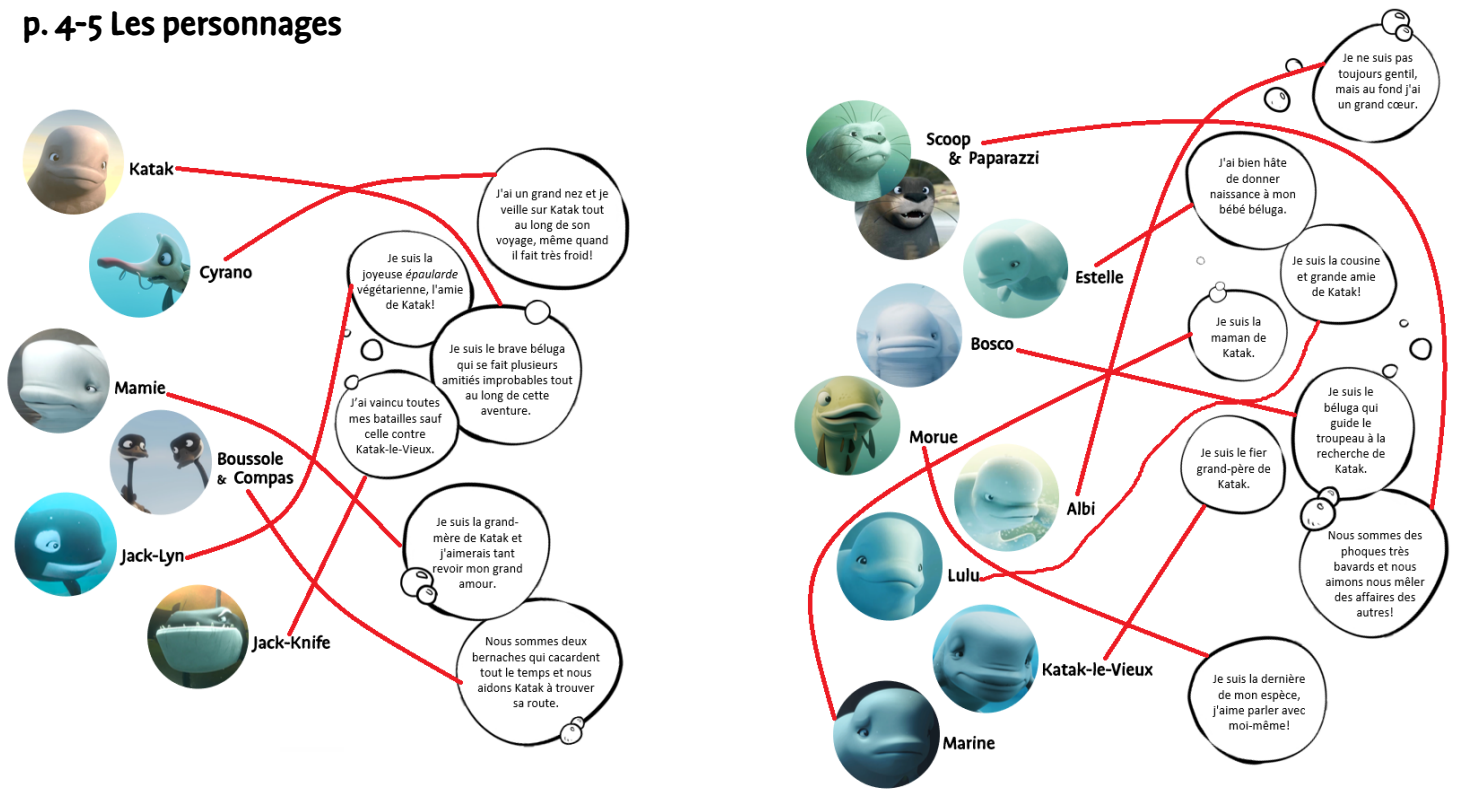 p. 4-5 Les personnages
Katak
Cyrano
Mamie
Boussole
& Compas
Jack-Lyn
Jack-Knife
J'ai un grand nez et je
veille sur Katak tout
au long de son
voyage, même quand
il fait très froid!
Je suis la
joyeuse épaularde
végétarienne, l'amie
de Katak!
Je suis le brave béluga
qui se fait plusieurs
amitiés improbables tout
au long de cette
aventure.
J'ai vaincu toutes
mes batailles sauf
celle contre
Katak-le-Vieux.
Je suis la grand-
mère de Katak et
j'aimerais tant
revoir mon grand
amour.
Nous sommes deux
bernaches qui cacardent
tout le temps et nous
aidons Katak à trouver
sa route.
Scoop
& Paparazzi
Estelle
Bosco
Morue
Albi
Lulu
Katak-le-Vieux
Marine
Je ne suis pas
toujours gentil,
mais au fond j'ai
un grand cœur.
J'ai bien hâte
de donner
naissance à mon
bébé béluga.
Je suis la cousine
et grande amie
de Katak!
Je suis la
maman de
Katak.
Je suis le
béluga qui
guide le
troupeau à la
recherche de
Katak.
Je suis le fier
grand-père de
Katak.
Nous sommes des
phoques très
bavards et nous
aimons nous mêler
des affaires des
autres!
Je suis la dernière
de mon espèce,
j'aime parler avec
moi-même!